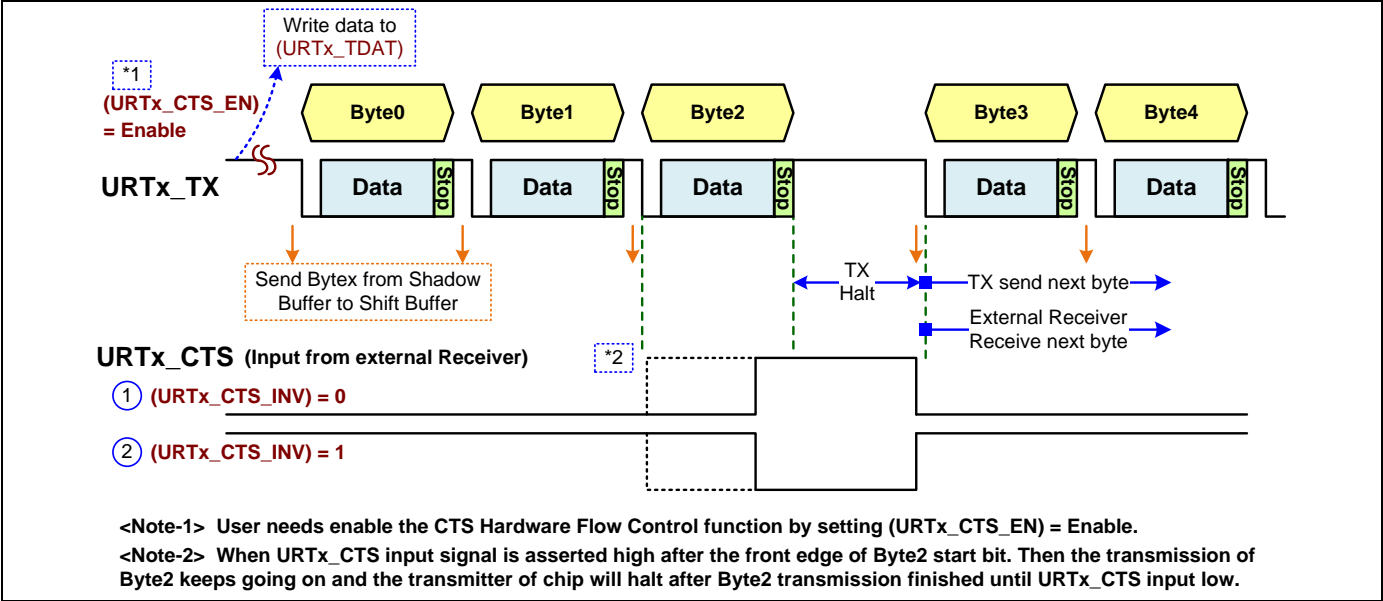 Write data to
(URTx_TDAT)
*1
(URTx_CTS_EN)
= Enable
Byte0
Byte1
Byte2
Byte3
Byte4
URTx_TX
Data
Stop
Data
Stop
Data
Stop
Data
Stop
Data
Stop
Send Bytex from Shadow
Buffer to Shift Buffer
TX
Halt
TX send next byte
External Receiver
Receive next byte
URTx_CTS (Input from external Receiver)
*2
1 (URTx_CTS_INV) = 0
2 (URTx_CTS_INV) = 1
<Note-1> User needs enable the CTS Hardware Flow Control function by setting (URTx_CTS_EN) = Enable.
<Note-2> When URTx_CTS input signal is asserted high after the front edge of Byte2 start bit. Then the transmission of
Byte2 keeps going on and the transmitter of chip will halt after Byte2 transmission finished until URTx_CTS input low.